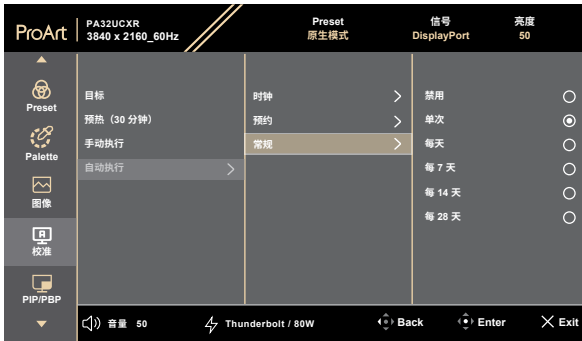 ProArt
PA32UCXR
3840 x 2160_60Hz
Preset
原生模式
信号
DisplayPort
亮度
50
Preset
Palette
图像
校准
PIP/PBP
目标
预热（30 分钟）
手动执行
自动执行
时钟
预约
常规
禁用
单次
每天
每 7 天
每 14 天
每 28 天
音量 50
Thunderbolt / 80W
Back
Enter
Exit